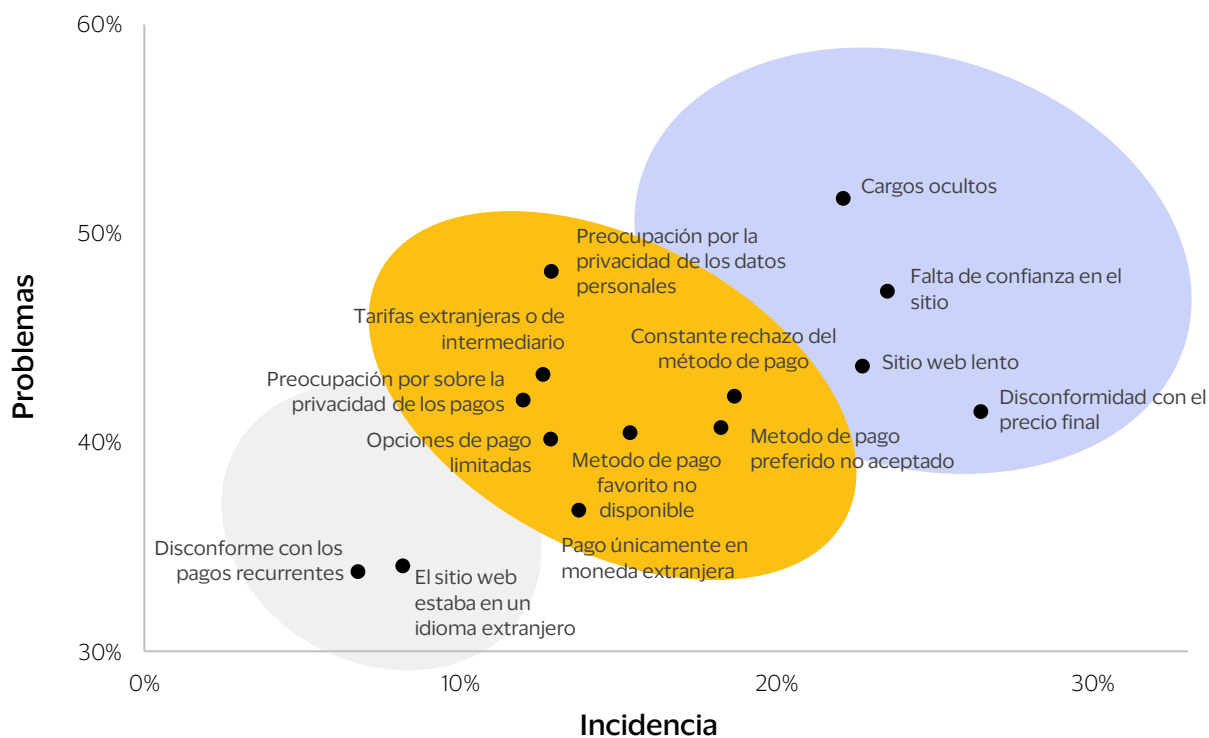 60%
50%
40%
30%
Problemas
Cargos ocultos
Preocupación por la
privacidad de los datos
personales
Falta de confianza en el
sitio
Tarifas extranjeras o de
intermediario
Constante rechazo del
método de pago
Sitio web lento
Preocupación por sobre la
privacidad de los pagos
Disconformidad con el
precio final
Opciones de pago
limitadas
Metodo de pago
favorito no
disponible
Metodo de pago
preferido no aceptado
Pago únicamente en
moneda extranjera
Disconforme con los
pagos recurrentes
El sitio web
estaba en un
idioma extranjero
0%
10%
20%
30%
Incidencia